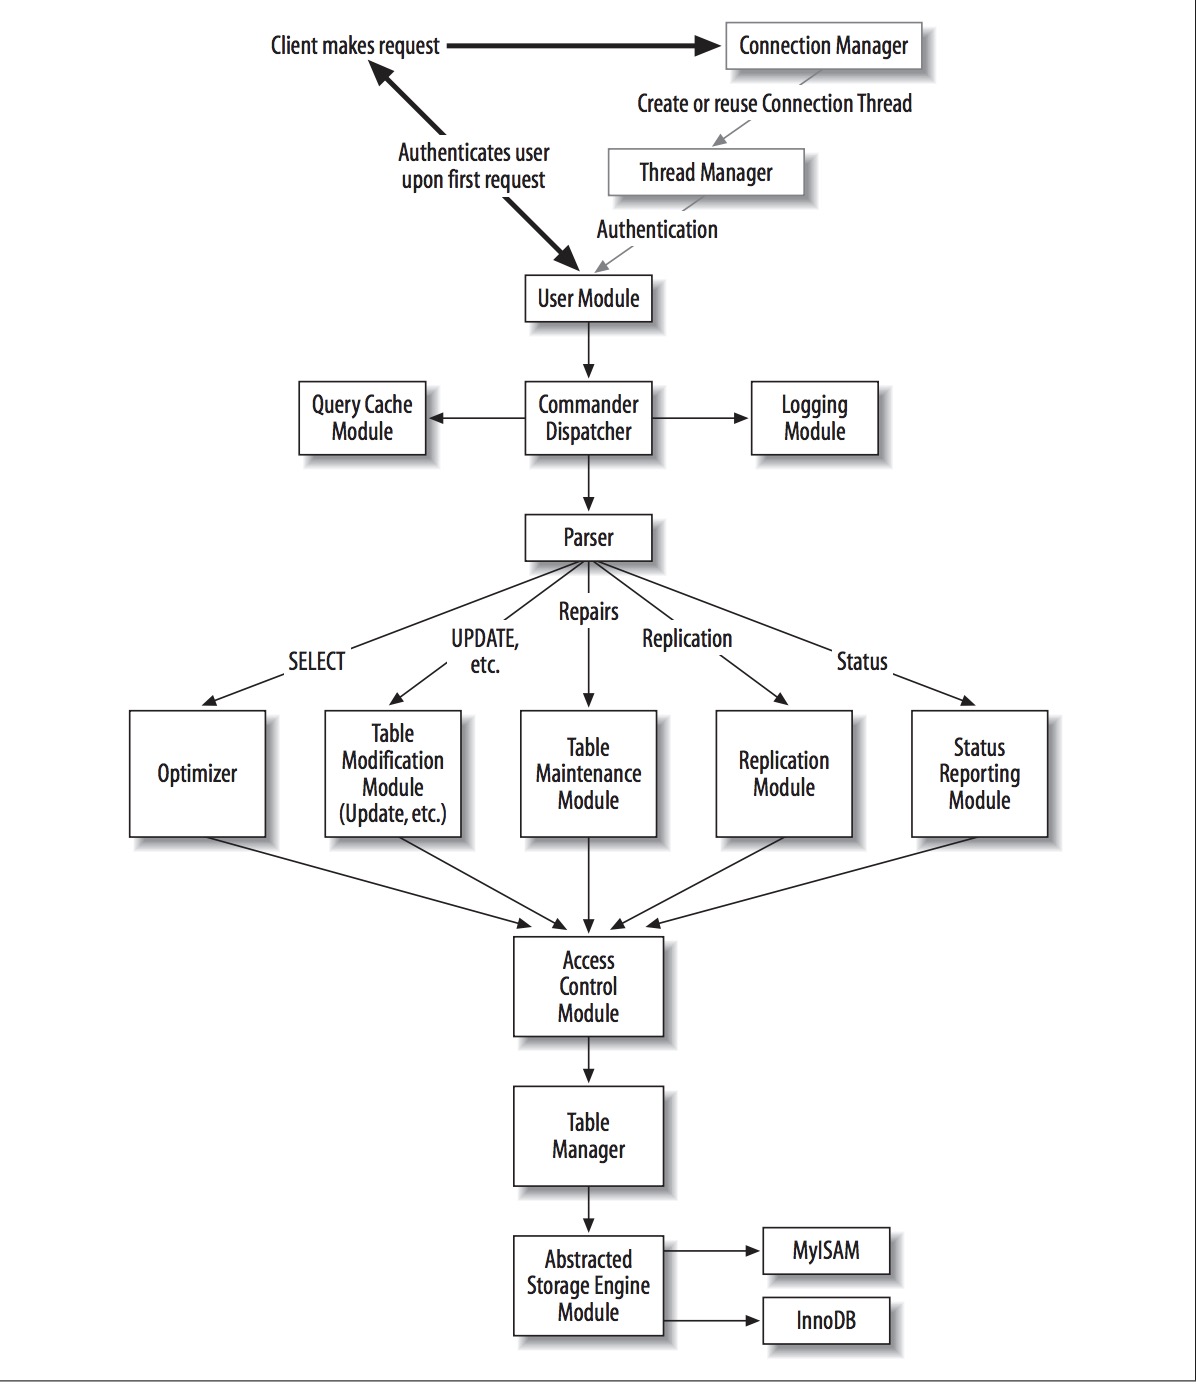 Client makes request
Connection Manager
Create or reuse Connection Thread
Authenticates user
upon first request
Thread Manager
Authentication
User Module
Query Cache
Module
Commander
Dispatcher
Logging
Module
Parser
SELECT
UPDATE,
etc.
Repairs
Replication
Status
Optimizer
Table
Modification
Module
(Update, etc.)
Table
Maintenance
Module
Replication
Module
Status
Reporting
Module
Access
Control
Module
Table
Manager
Abstracted
Storage Engine
Module
MyISAM
InnoDB